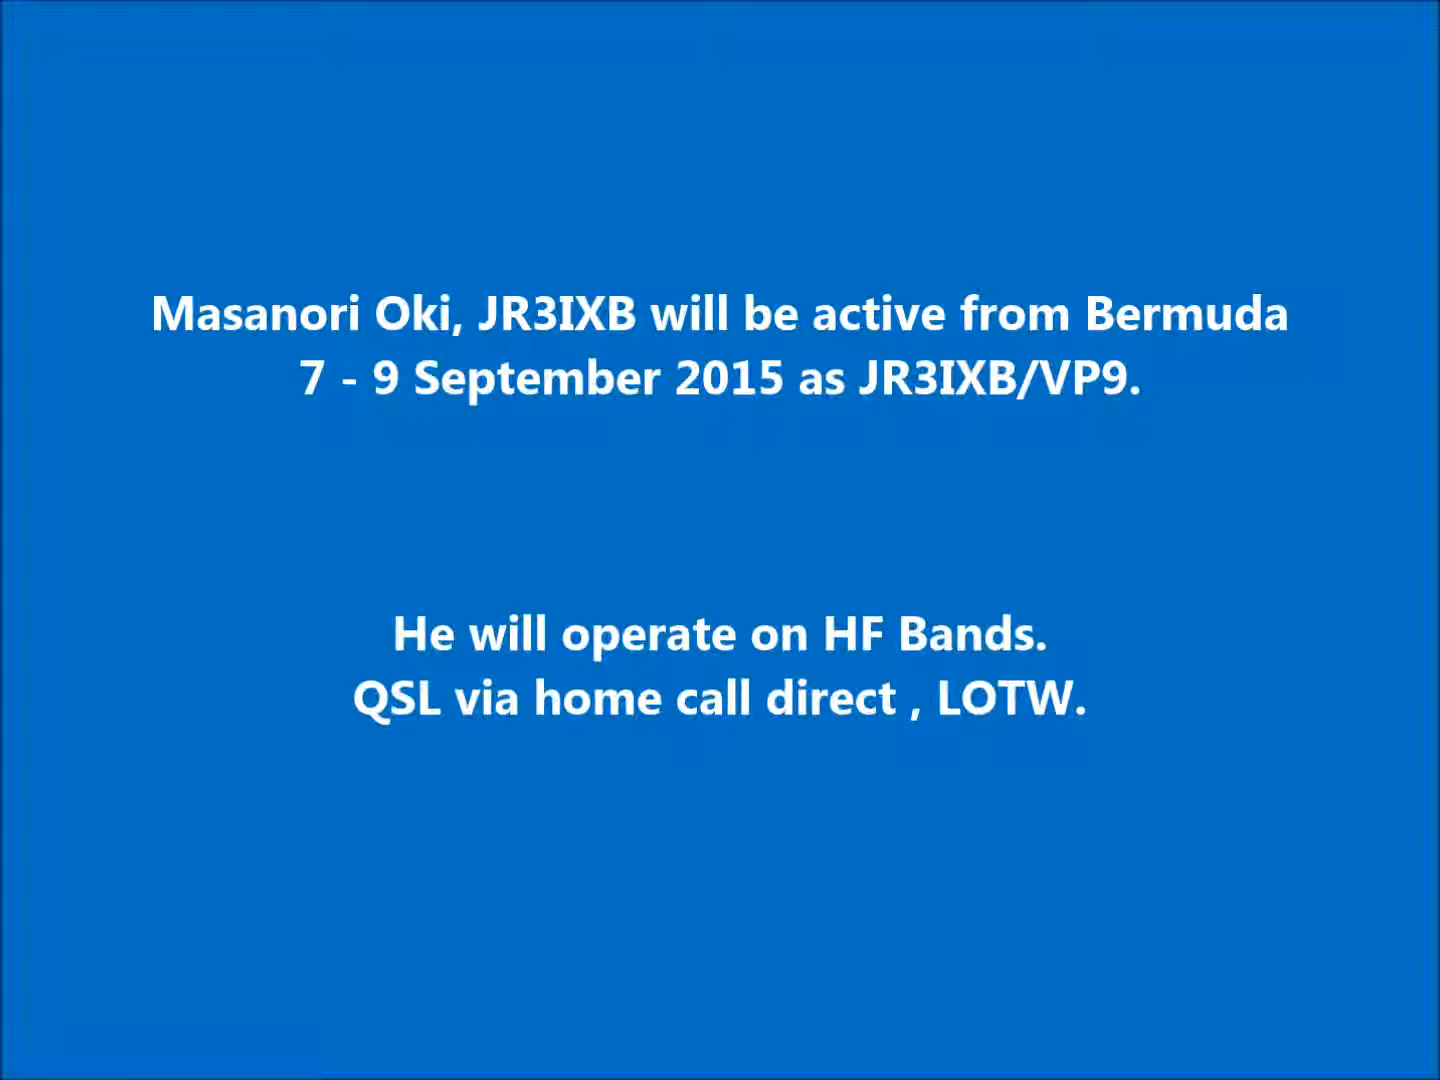 Masanori Oki, JR3IXB will be active from Bermuda
7 - 9 September 2015 as JR3IXB/VP9.
He will operate on HF Bands.
QSL via home call direct , LOTW.